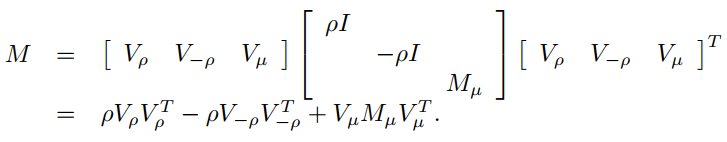 M = [ V_ρ V_{-ρ} V_μ ] [ ρI -ρI M_μ ] [ V_ρ V_{-ρ} V_μ ]^T
= ρV_ρV_ρ^T − ρV_{-ρ}V_{-ρ}^T + V_μM_μV_μ^T.